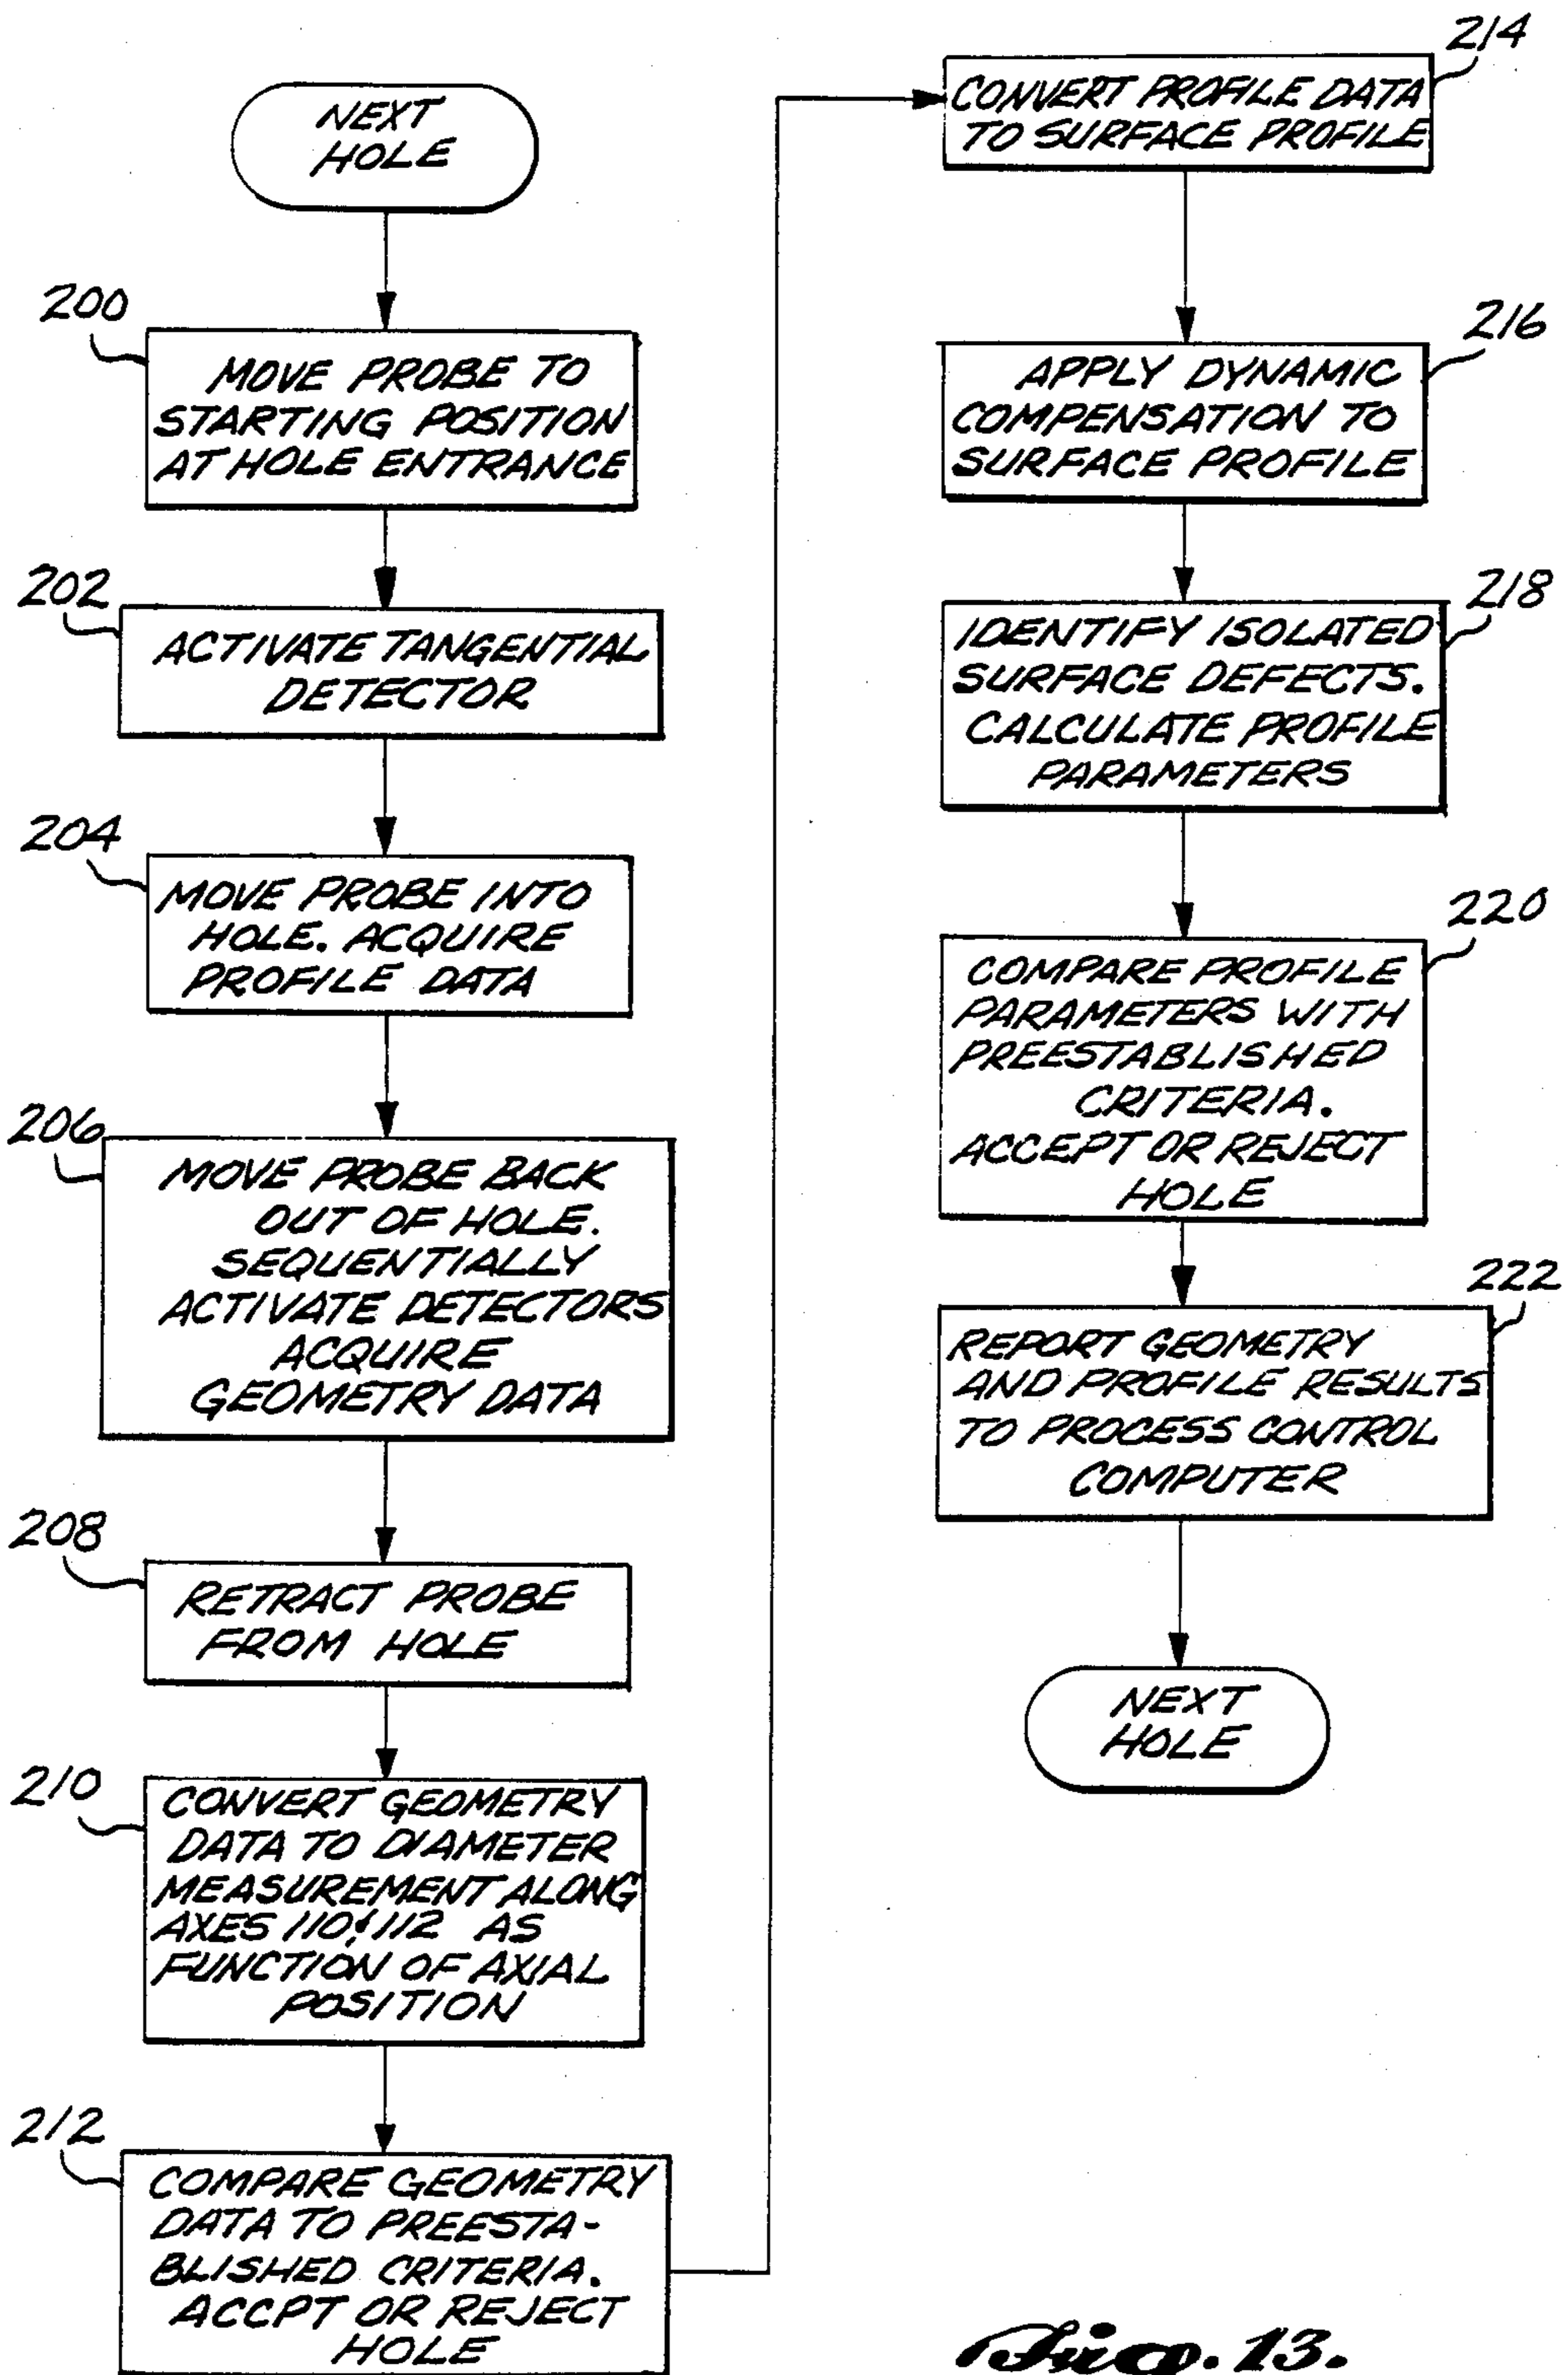 NEXT
HOLE
200
MOVE PROBE TO
STARTING POSITION
AT HOLE ENTRANCE
202
ACTIVATE TANGENTIAL
DETECTOR
204
MOVE PROBE INTO
HOLE. ACQUIRE
PROFILE DATA
206
MOVE PROBE BACK
OUT OF HOLE.
SEQUENTIALLY
ACTIVATE DETECTORS
ACQUIRE
GEOMETRY DATA
208
RETRACT PROBE
FROM HOLE
210
CONVERT GEOMETRY
DATA TO DIAMETER
MEASUREMENT ALONG
AXES 110 & 112 AS
FUNCTION OF AXIAL
POSITION
212
COMPARE GEOMETRY
DATA TO PREESTA-
BLISHED CRITERIA.
ACCPT OR REJECT
HOLE
214
CONVERT PROFILE DATA
TO SURFACE PROFILE
216
APPLY DYNAMIC
COMPENSATION TO
SURFACE PROFILE
218
IDENTIFY ISOLATED
SURFACE DEFECTS.
CALCULATE PROFILE
PARAMETERS
220
COMPARE PROFILE
PARAMETERS WITH
PREESTABLISHED
CRITERIA.
ACCEPT OR REJECT
HOLE
222
REPORT GEOMETRY
AND PROFILE RESULTS
TO PROCESS CONTROL
COMPUTER
NEXT
HOLE
Fig. 13.